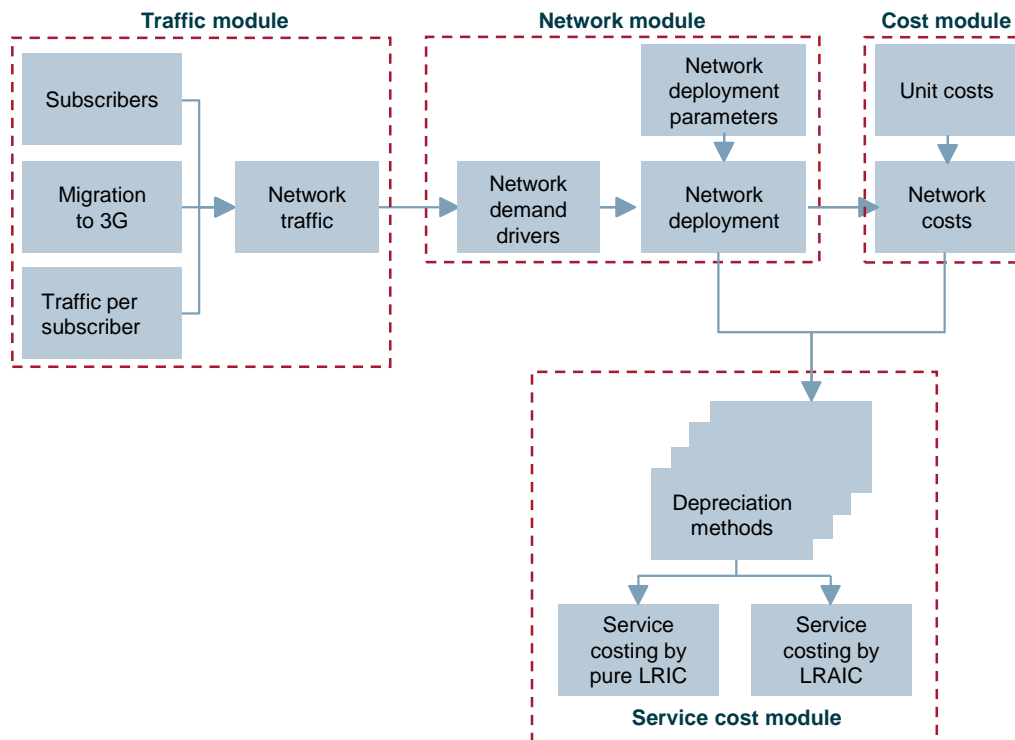 Traffic module
Network module
Cost module
Subscribers
Migration
to 3G
Traffic per
subscriber
Network
traffic
Network
demand
drivers
Network
deployment
parameters
Network
deployment
Unit costs
Network
costs
Depreciation
methods
Service
costing by
pure LRIC
Service
costing by
LRAIC
Service cost module